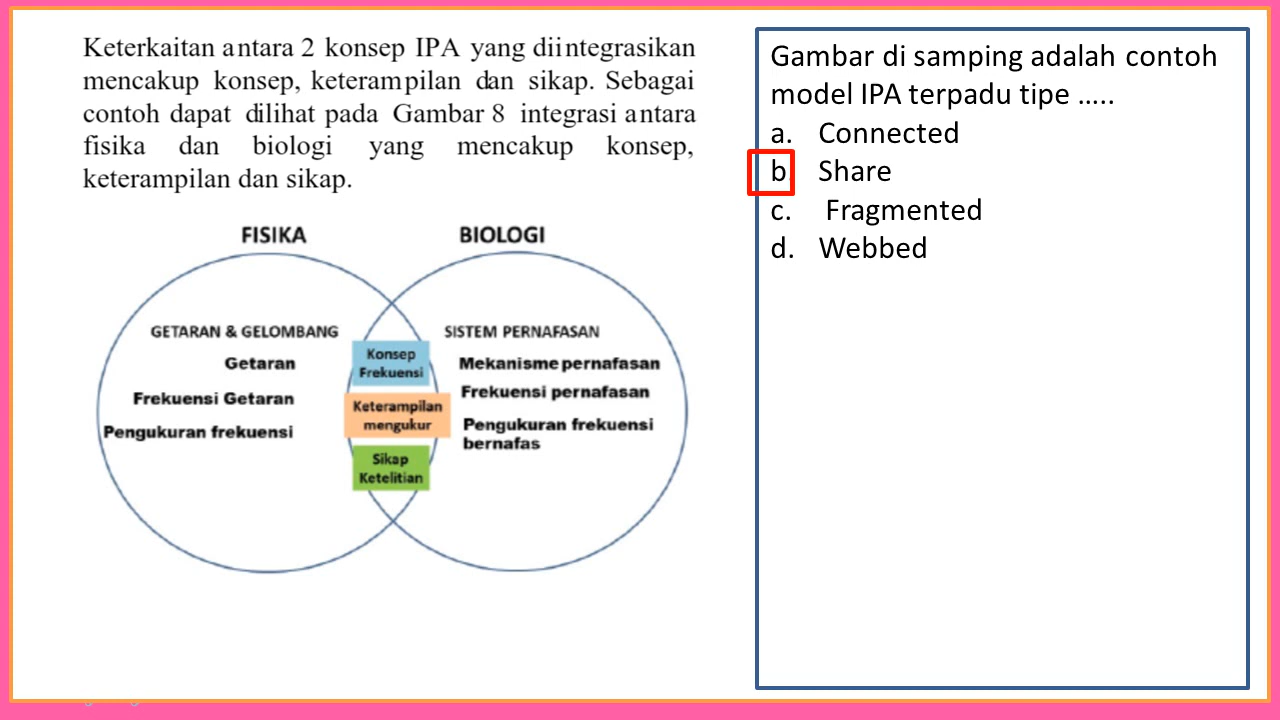 Keterkaitan antara 2 konsep IPA yang diintegrasikan
mencakup konsep, keterampilan dan sikap. Sebagai
contoh dapat dilihat pada Gambar 8 integrasi antara
fisika dan biologi yang mencakup konsep,
keterampilan dan sikap.
FISIKA
BIOLOGI
GETARAN & GELOMBANG
Getaran
Frekuensi Getaran
Pengukuran frekuensi
Konsep
Frekuensi
Keterampilan
mengukur
Sikap
Ketelitian
SISTEM PERNAFASAN
Mekanisme pernafasan
Frekuensi pernafasan
Pengukuran frekuensi
bernafas
Gambar di samping adalah contoh
model IPA terpadu tipe …..
a. Connected
b. Share
c. Fragmented
d. Webbed